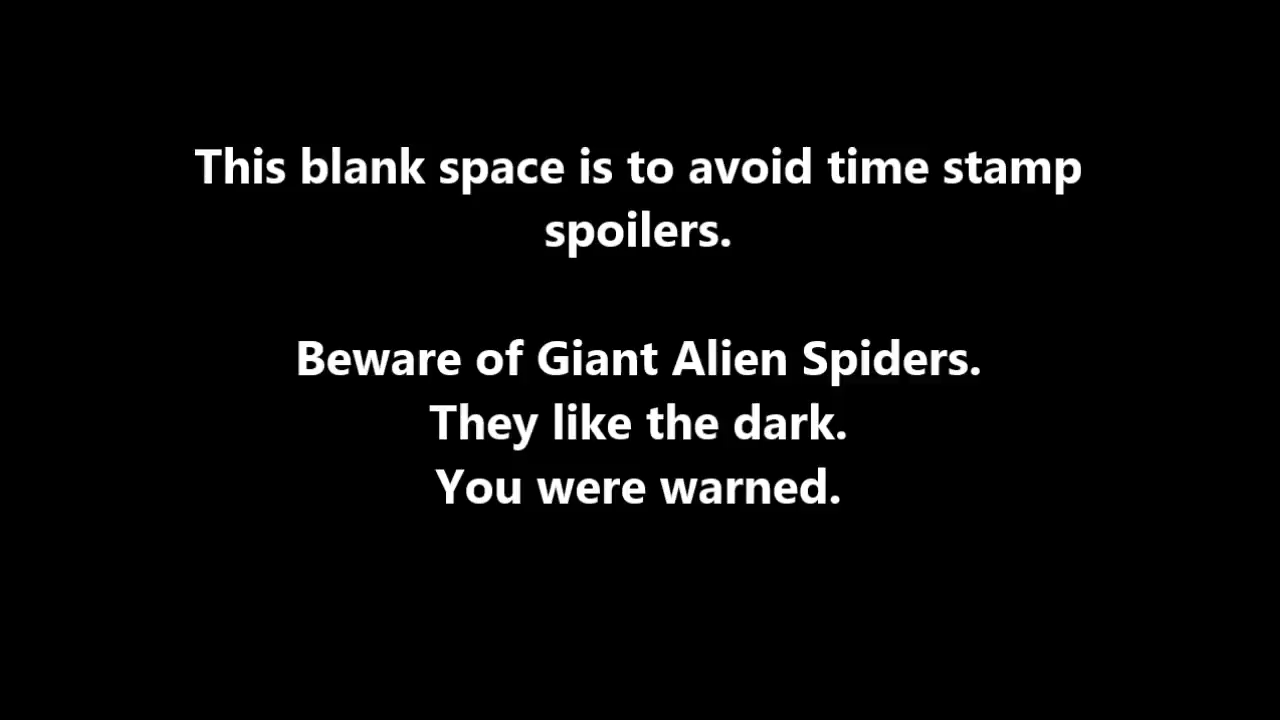 This blank space is to avoid time stamp
spoilers.
Beware of Giant Alien Spiders.
They like the dark.
You were warned.